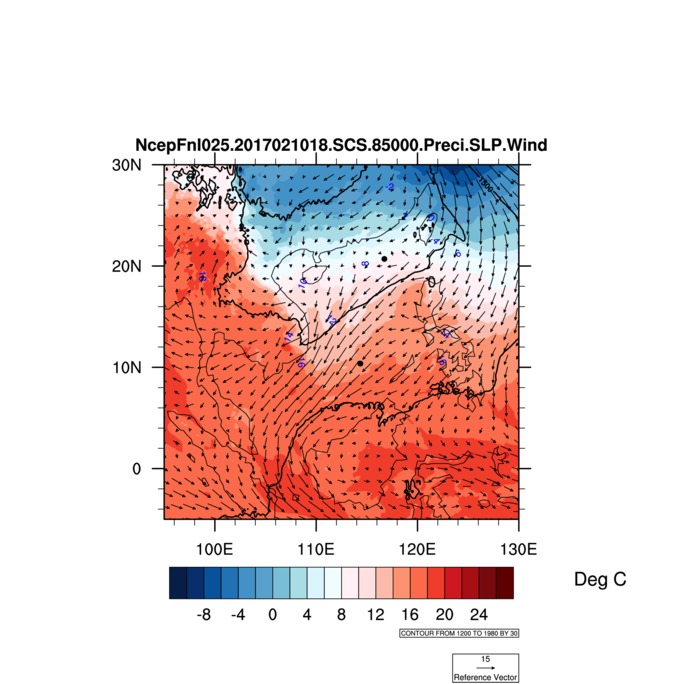 NcepFnl025.2017021018.SCS.85000.Preci.SLP.Wind
30N
20N
10N
0
100E 110E 120E 130E
-8 -4 0 4 8 12 16 20 24
Deg C
CONTOUR FROM 1200 TO 1980 BY 30
15
Reference Vector